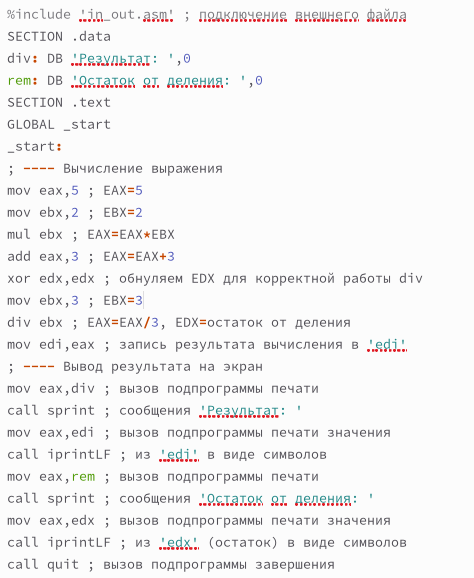 %include 'in_out.asm' ; подключение внешнего файла
SECTION .data
div: DB 'Результат: ',0
rem: DB 'Остаток от деления: ',0
SECTION .text
GLOBAL _start
_start:
; ---- Вычисление выражения
mov eax,5 ; EAX=5
mov ebx,2 ; EBX=2
mul ebx ; EAX=EAX*EBX
add eax,3 ; EAX=EAX+3
xor edx,edx ; обнуляем EDX для корректной работы div
mov ebx,3 ; EBX=3
div ebx ; EAX=EAX/3, EDX=остаток от деления
mov edi,eax ; запись результата вычисления в 'edi'
; ---- Вывод результата на экран
mov eax,div ; вызов подпрограммы печати
call sprint ; сообщения 'Результат: '
mov eax,edi ; вызов подпрограммы печати значения
call iprintLF ; из 'edi' в виде символов
mov eax,rem ; вызов подпрограммы печати
call sprint ; сообщения 'Остаток от деления: '
mov eax,edx ; вызов подпрограммы печати значения
call iprintLF ; из 'edx' (остаток) в виде символов
call quit ; вызов подпрограммы завершения